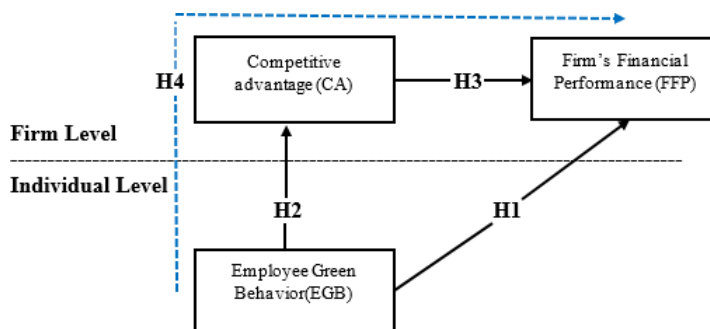 Competitive
advantage(CA)
Firm's Financial
Performance (FFP)
H4
H3
Firm Level
Individual Level
H2
H1
Employee Green
Behavior(EGB)